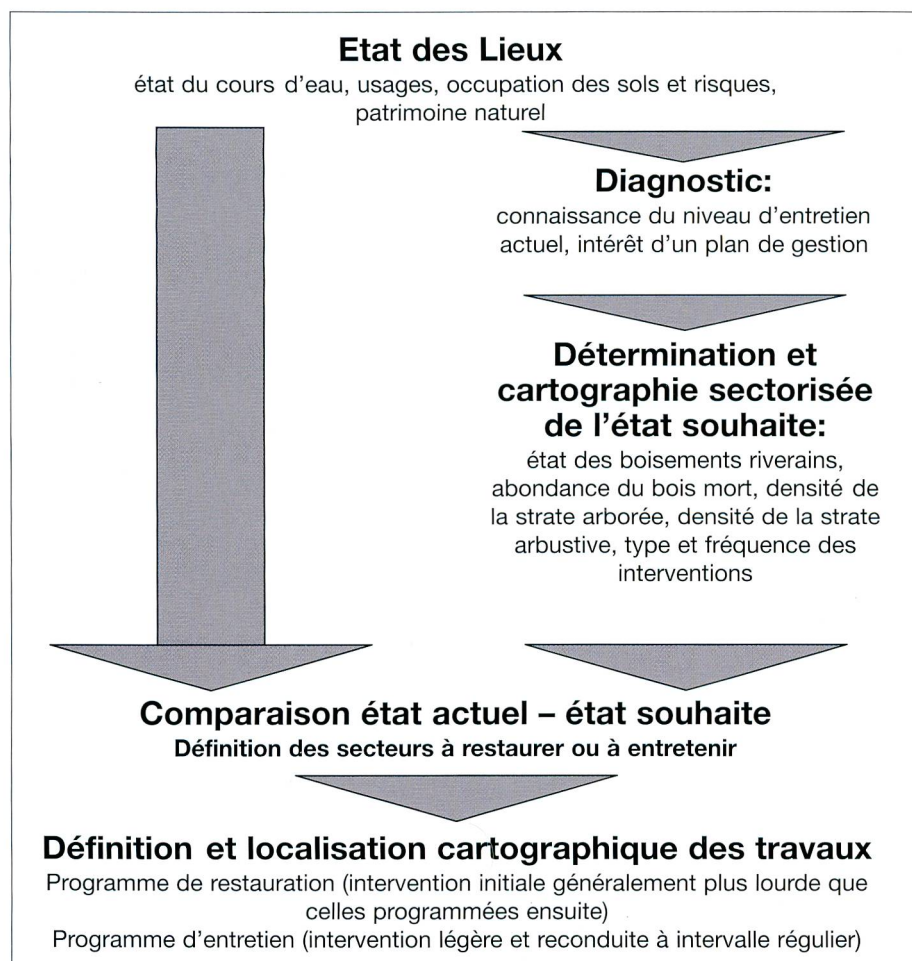 Etat des Lieux
état du cours d'eau, usages, occupation des sols et risques,
patrimoine naturel
Diagnostic:
connaissance du niveau d'entretien
actuel, intérêt d'un plan de gestion
Détermination et
cartographie sectorisée
de l'état souhaite:
état des boisements riverains,
abondance du bois mort, densité de
la strate arborée, densité de la strate
arbustive, type et fréquence des
interventions
Comparaison état actuel – état souhaite
Définition des secteurs à restaurer ou à entretenir
Définition et localisation cartographique des travaux
Programme de restauration (intervention initiale généralement plus lourde que
celles programmées ensuite)
Programme d'entretien (intervention légère et reconduite à intervalle régulier)